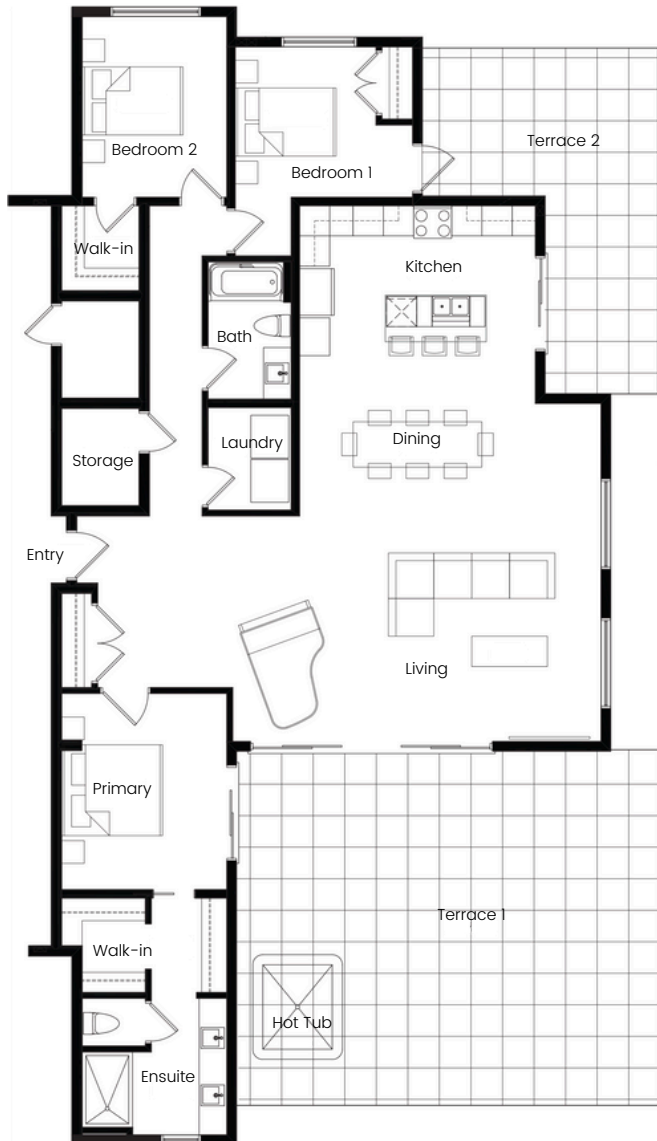 Terrace 2
Bedroom 2
Bedroom 1
Walk-in
Kitchen
Bath
Dining
Laundry
Storage
Entry
Living
Primary
Terrace 1
Walk-in
Hot Tub
Ensuite